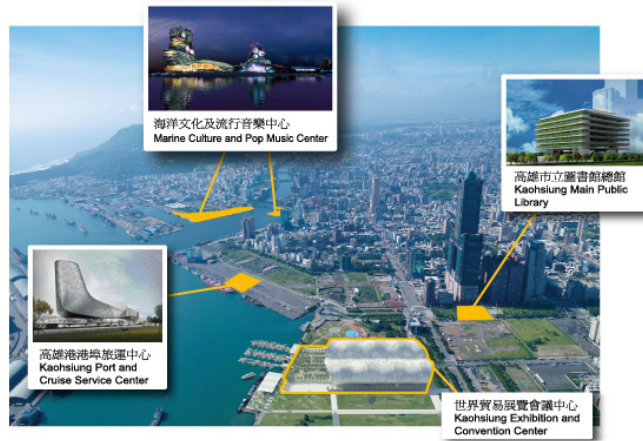 海洋文化及流行音樂中心
Marine Culture and Pop Music Center
高雄市立圖書館總館
Kaohsiung Main Public
Library
高雄港港埠旅運中心
Kaohsiung Port and
Cruise Service Center
世界貿易展覽會議中心
Kaohsiung Exhibition and
Convention Center